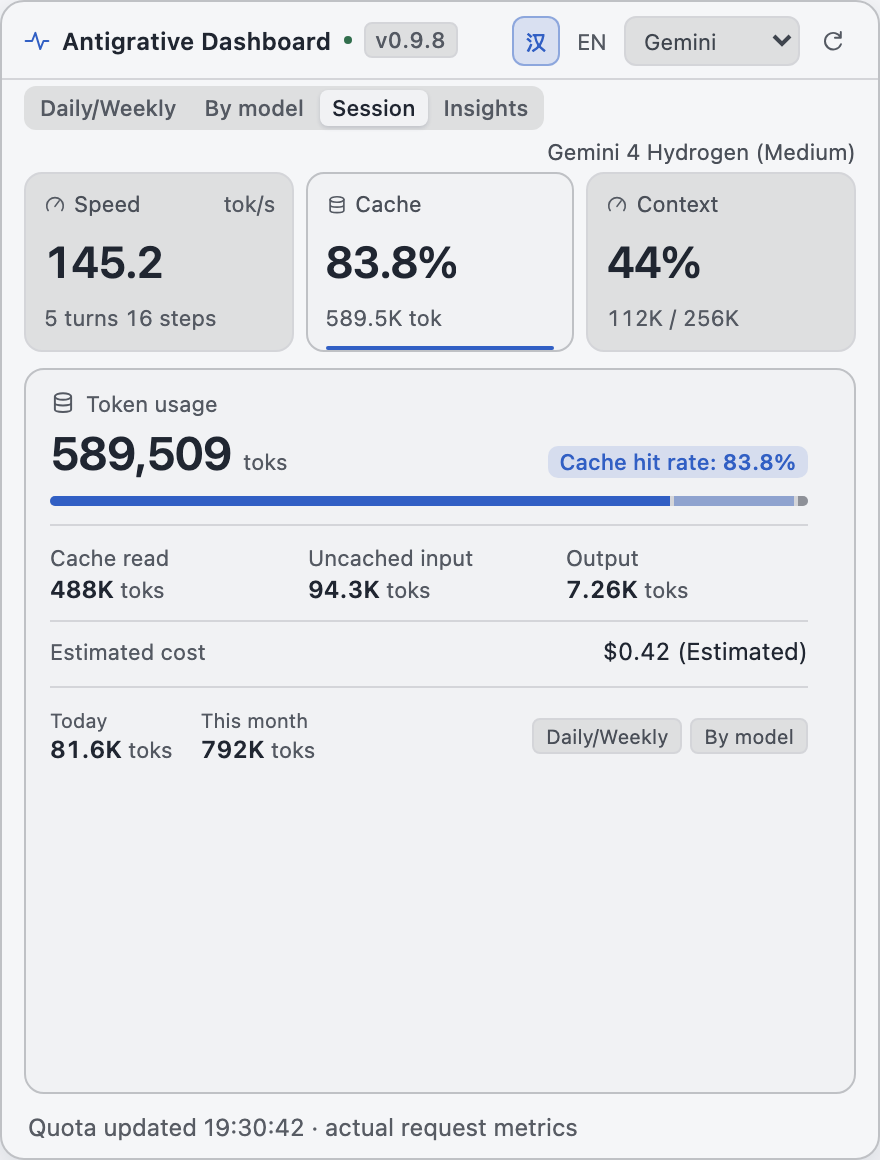 Antigrative Dashboard v0.9.8 汉 EN Gemini
Daily/Weekly By model Session Insights
Gemini 4 Hydrogen (Medium)
Speed tok/s
145.2
5 turns 16 steps
Cache
83.8%
589.5K tok
Context
44%
112K / 256K
Token usage
589,509 toks
Cache hit rate: 83.8%
Cache read
488K toks
Uncached input
94.3K toks
Output
7.26K toks
Estimated cost $0.42 (Estimated)
Today
81.6K toks
This month
792K toks
Daily/Weekly By model
Quota updated 19:30:42 · actual request metrics